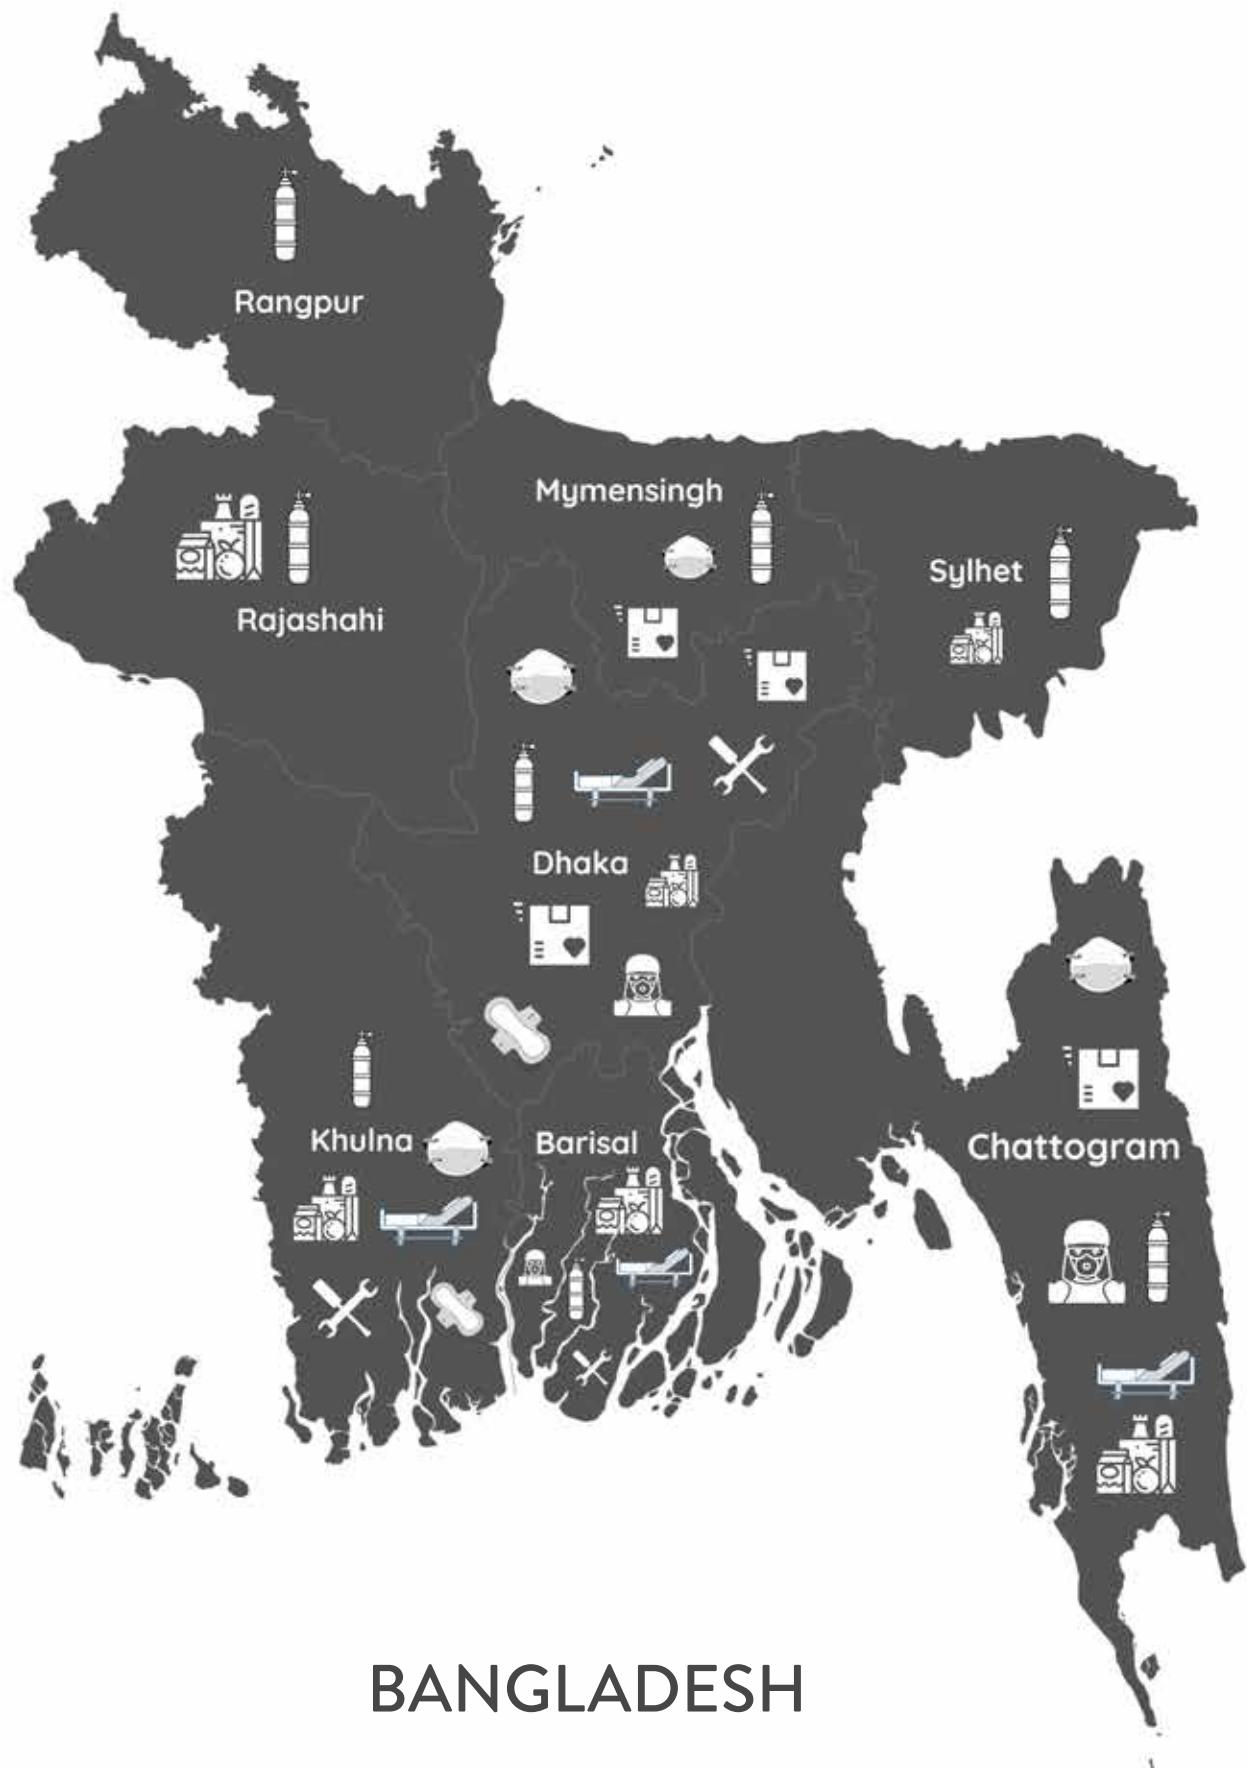 Rangpur
Mymensingh
Sylhet
Rajashahi
Dhaka
Khulna
Barisal
Chattogram
BANGLADESH